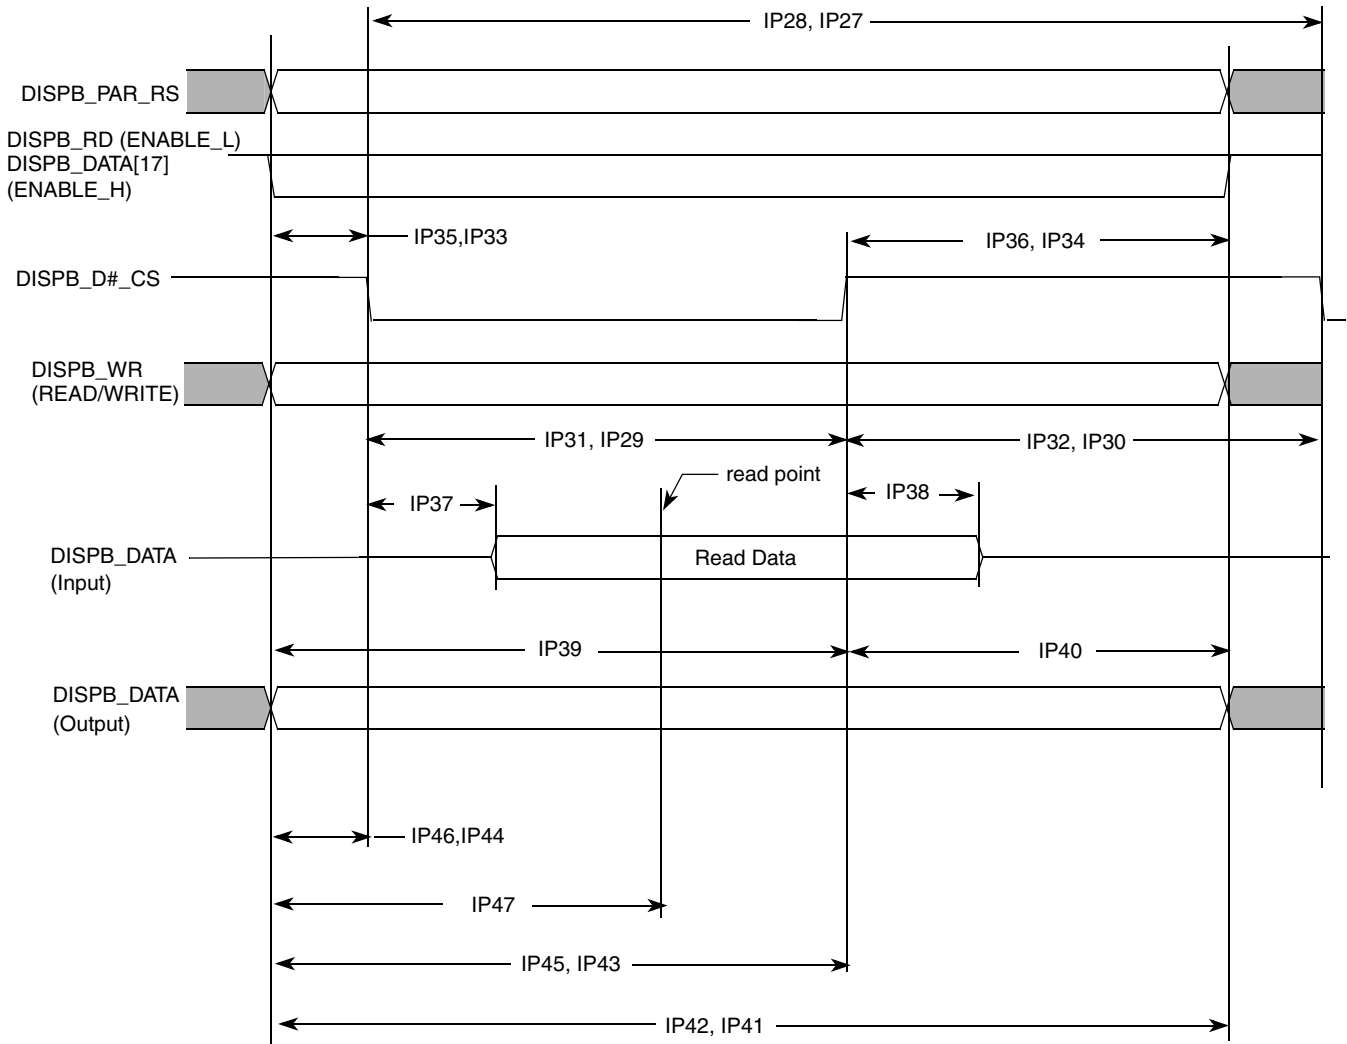 IP28, IP27
DISPB_PAR_RS
DISPB_RD (ENABLE_L)
DISPB_DATA[17]
(ENABLE_H)
IP35,IP33
IP36, IP34
DISPB_D#_CS
DISPB_WR
(READ/WRITE)
IP31, IP29
IP32, IP30
read point
IP37
IP38
DISPB_DATA
(Input)
Read Data
IP39
IP40
DISPB_DATA
(Output)
IP46,IP44
IP47
IP45, IP43
IP42, IP41